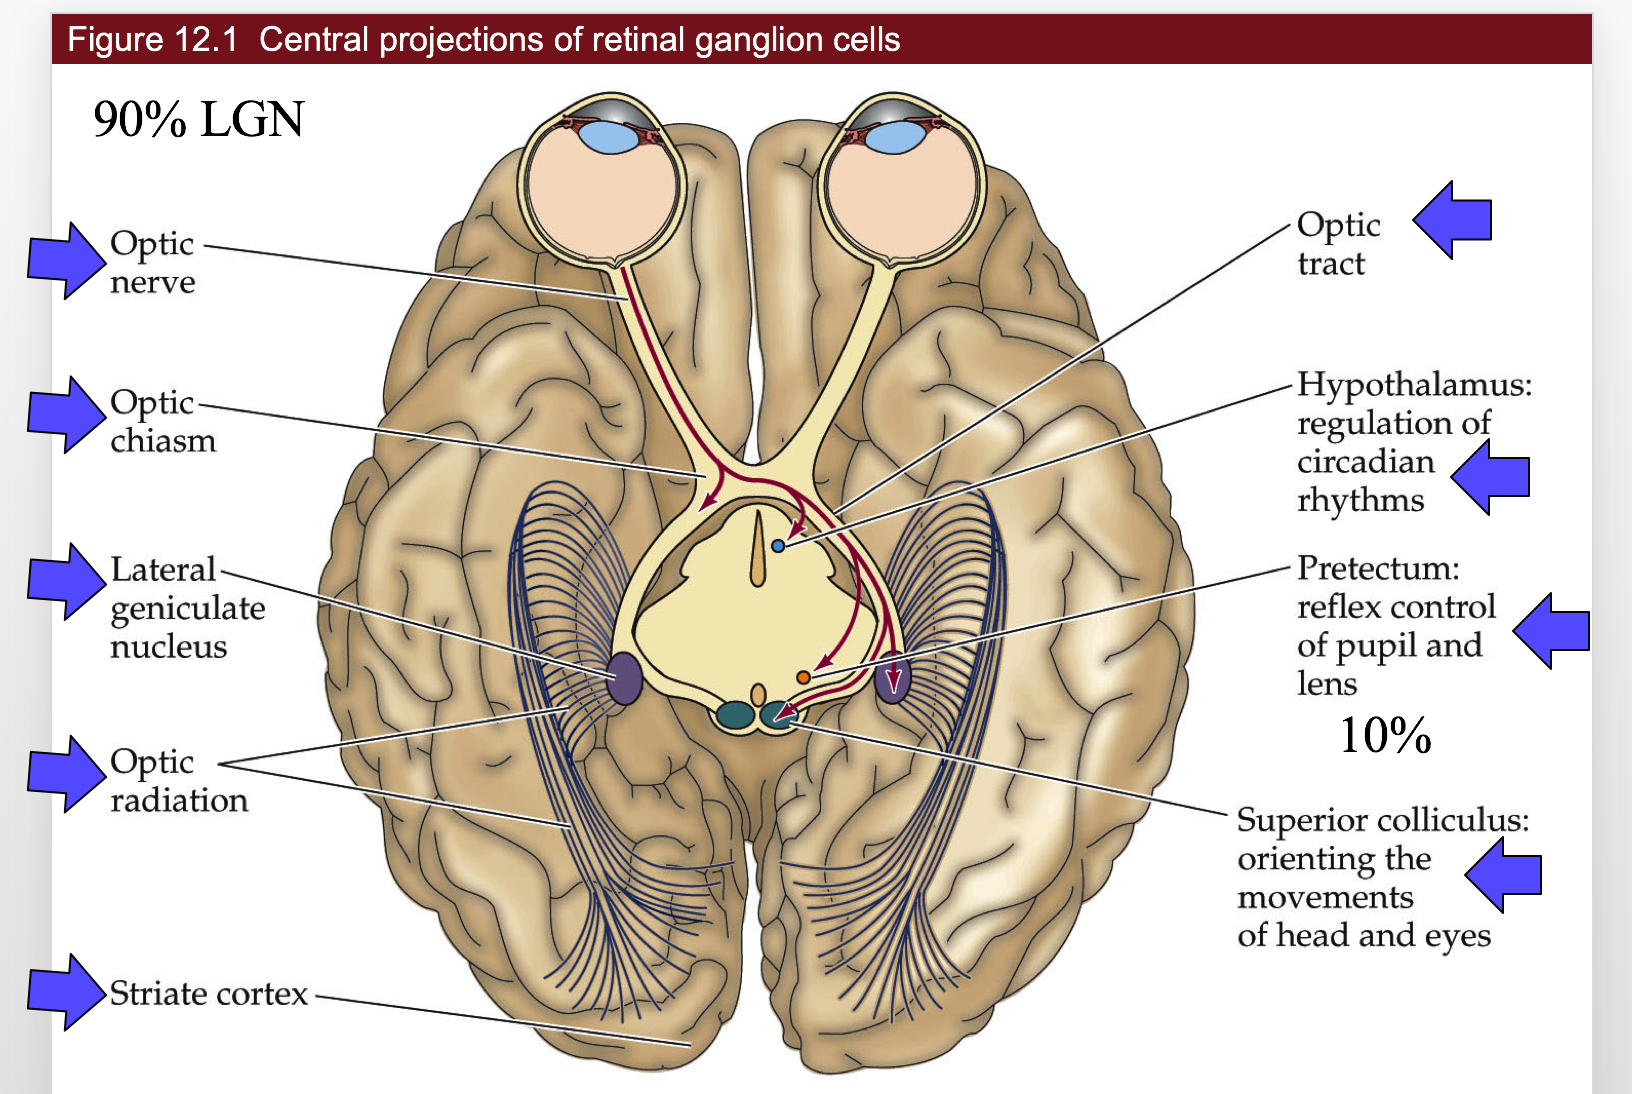 Figure 12.1  Central projections of retinal ganglion cells
90% LGN
Optic
nerve
Optic
chiasm
Lateral
geniculate
nucleus
Optic
radiation
Striate cortex
Optic
tract
Hypothalamus:
regulation of
circadian
rhythms
Pretectum:
reflex control
of pupil and
lens
10%
Superior colliculus:
orienting the
movements
of head and eyes